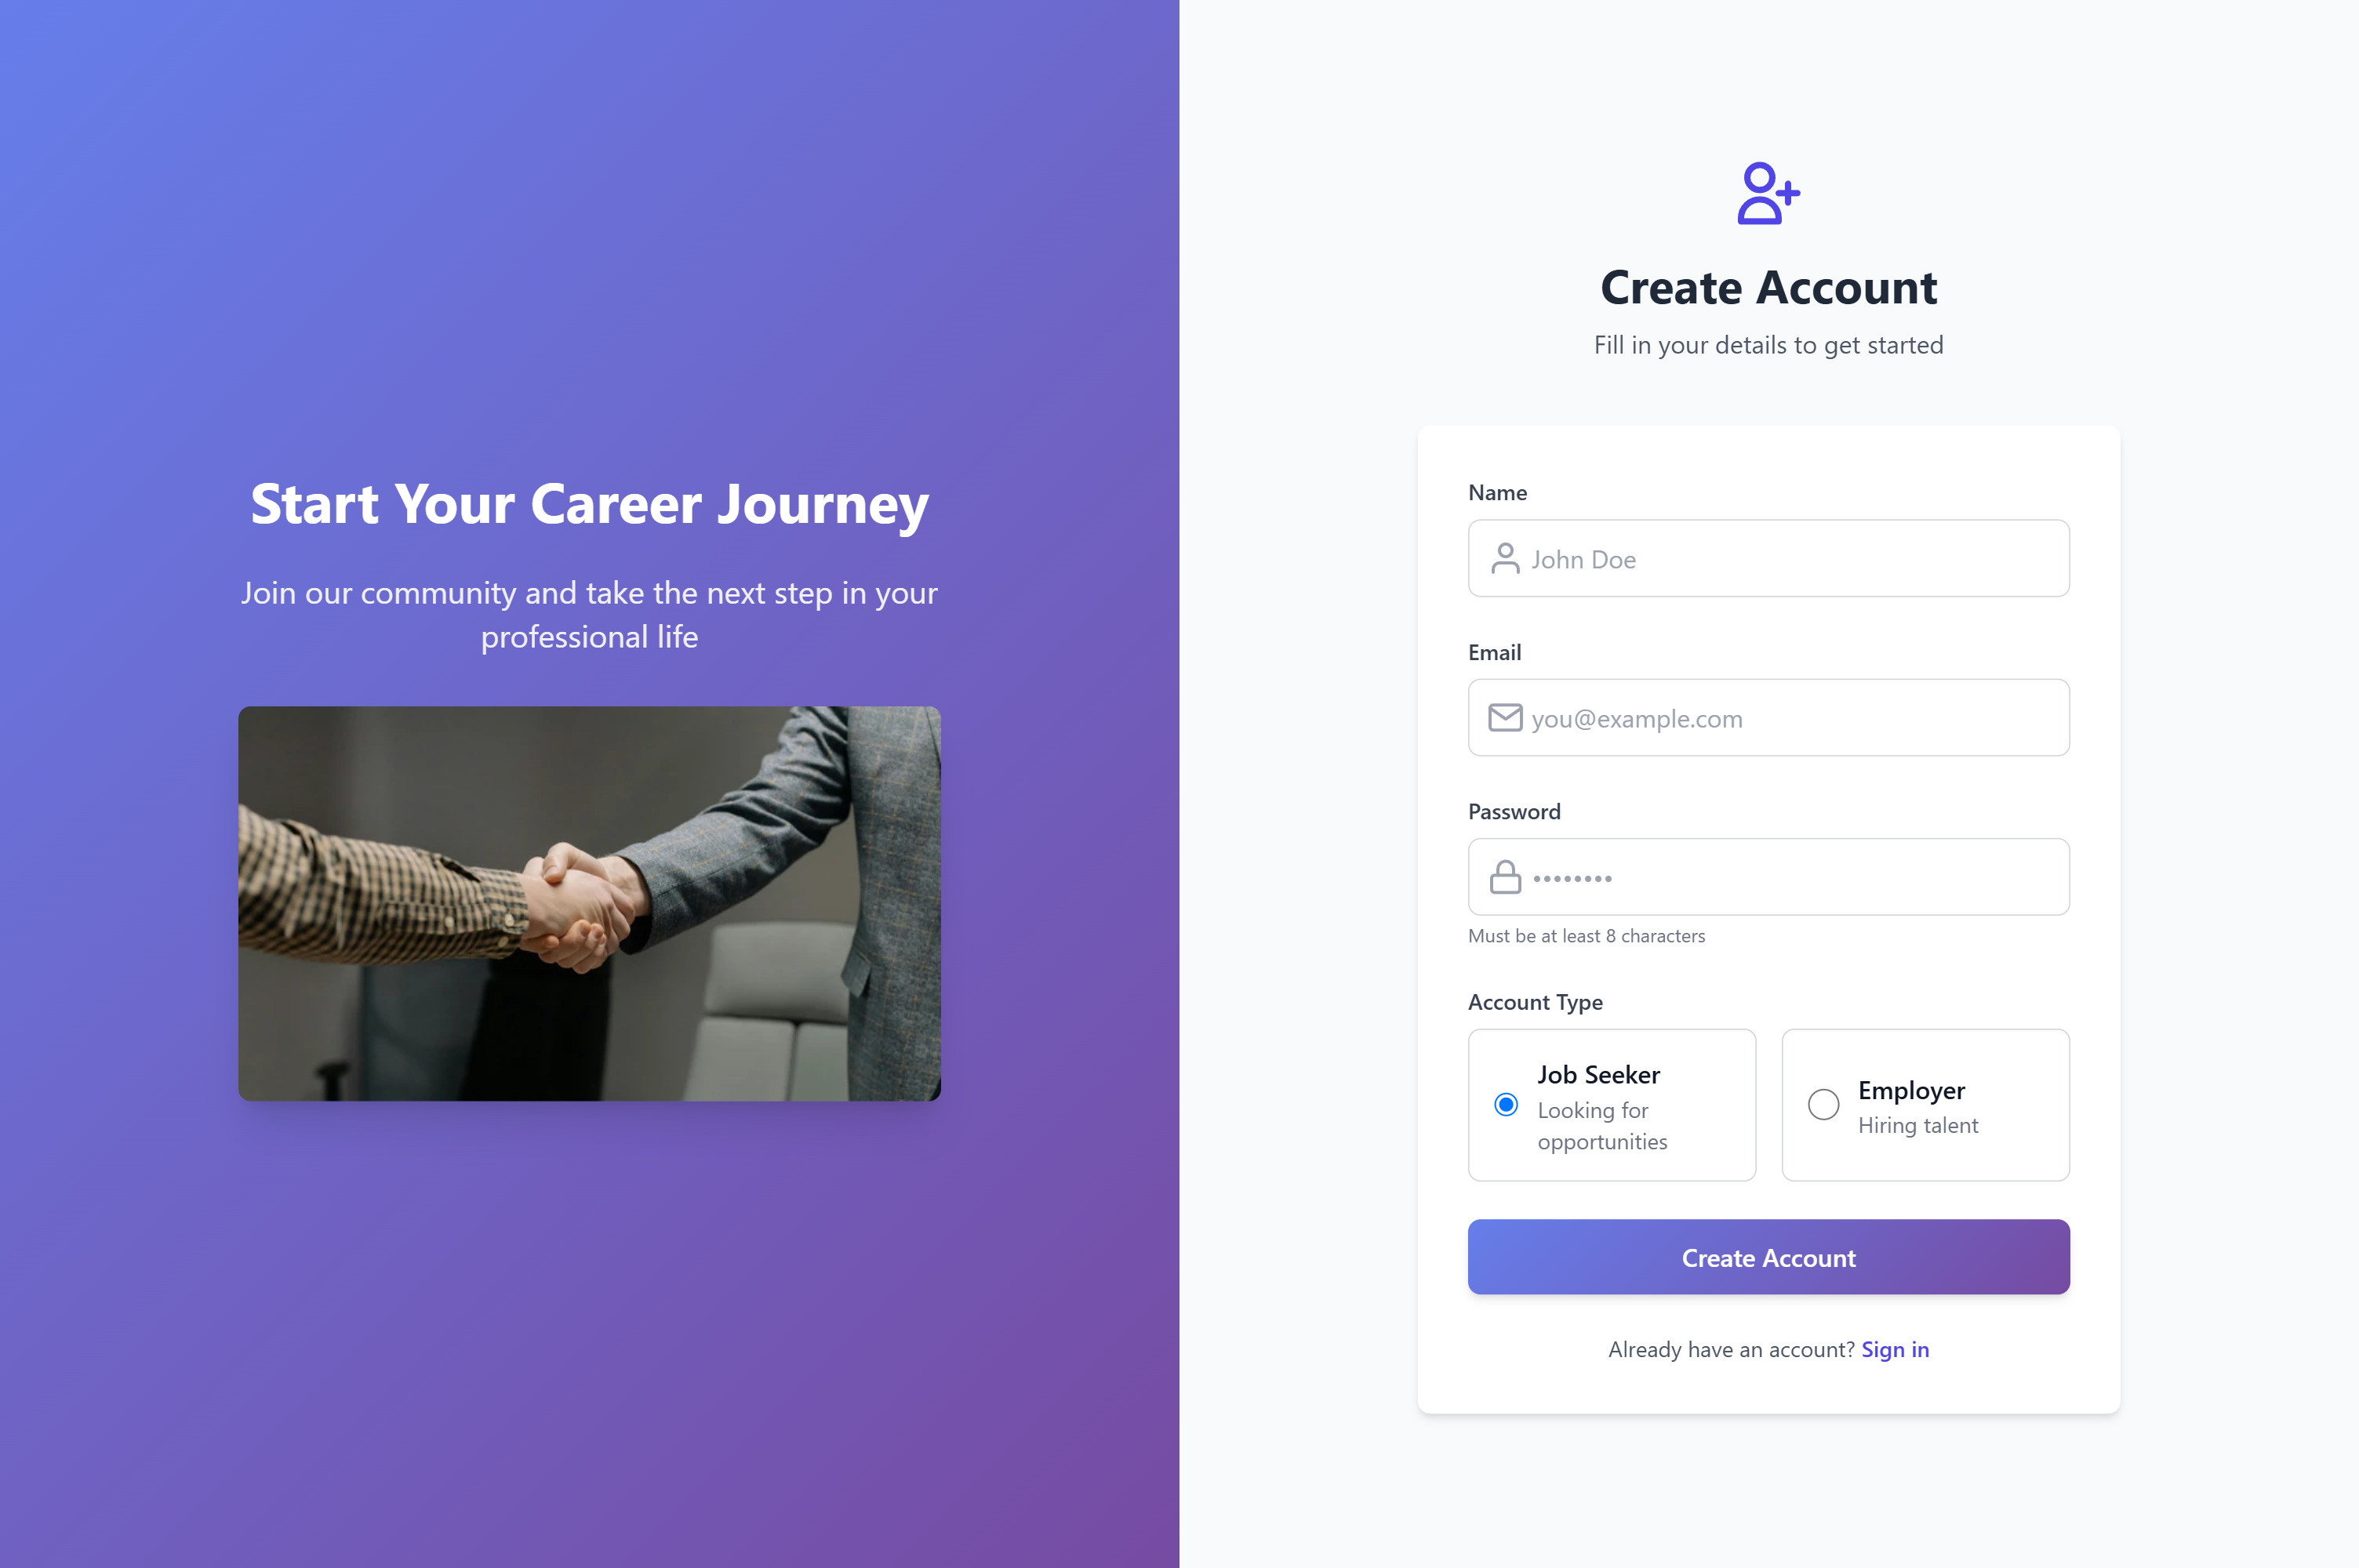 Start Your Career Journey
Join our community and take the next step in your
professional life
Create Account
Fill in your details to get started
Name
John Doe
Email
you@example.com
Password
••••••••
Must be at least 8 characters
Account Type
Job Seeker
Looking for
opportunities
Employer
Hiring talent
Create Account
Already have an account? Sign in